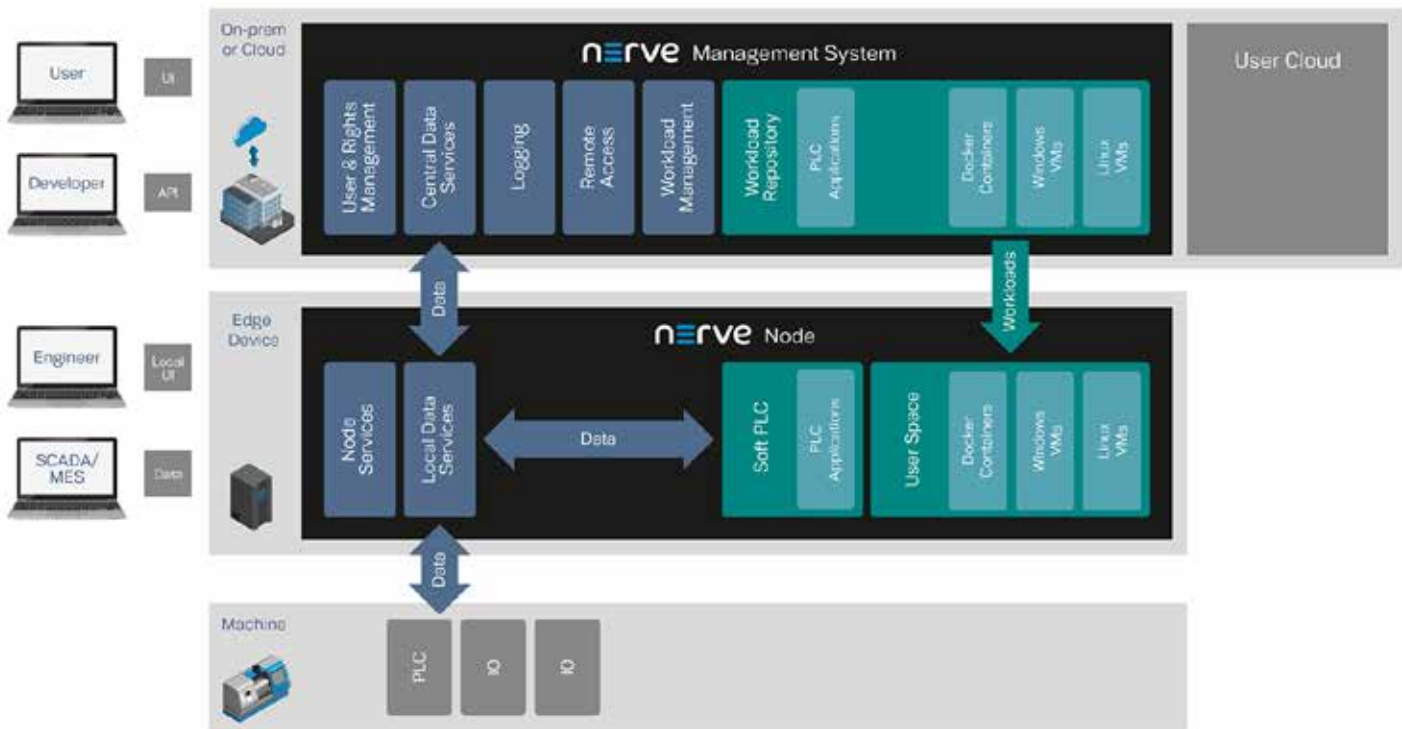 On-prem
or Cloud
nerve Management System
User Cloud
User
UI
Developer
API
User & Rights
Management
Central Data
Services
Logging
Remote
Access
Workload
Management
Workload
Repository
PLC
Applications
Docker
Containers
Windows
VMs
Linux
VMs
Data
Workloads
Edge
Device
nerve Node
Engineer
Local
UI
SCADA/
MES
Data
Node
Services
Local Data
Services
Data
Soft PLC
PLC
Applications
User Space
Docker
Containers
Windows
VMs
Linux
VMs
Data
Machine
PLC
IO
IO